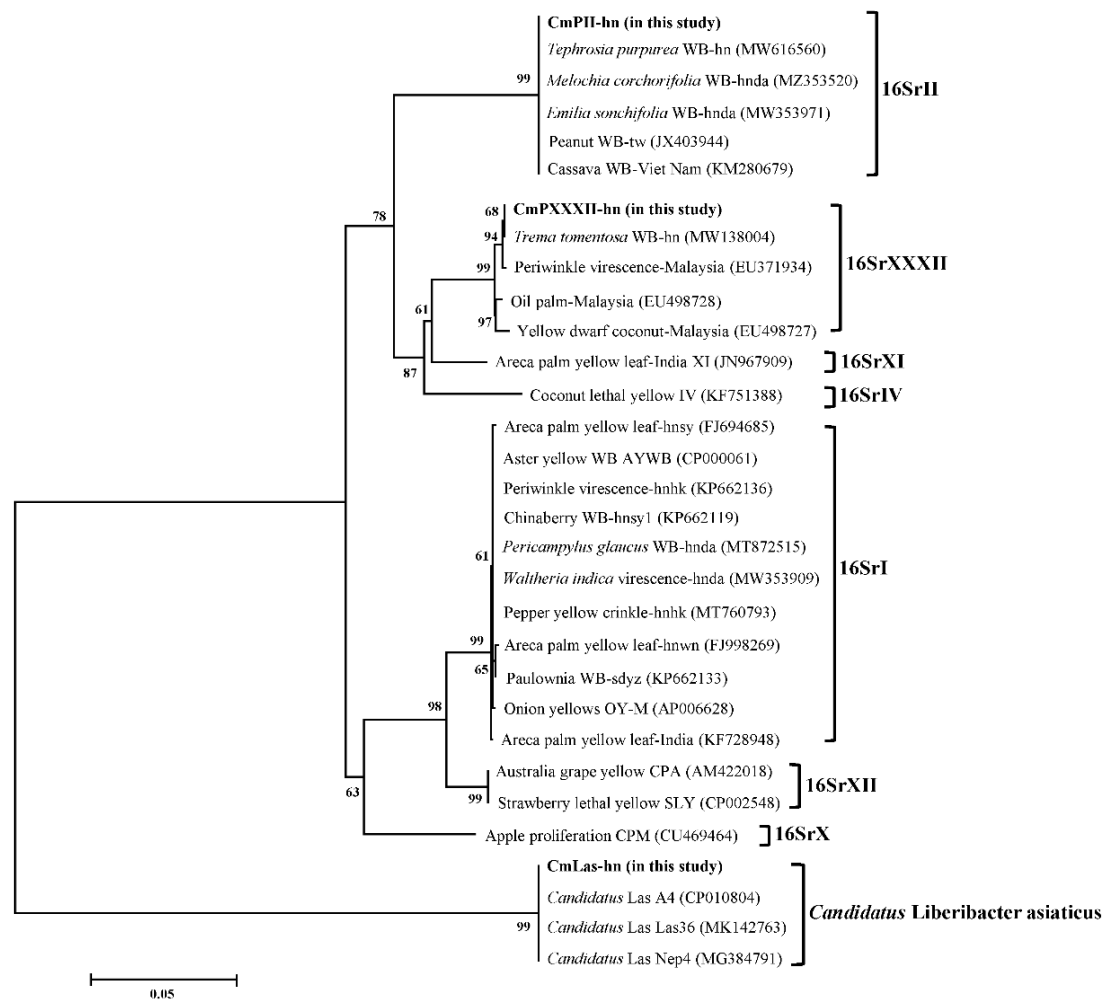 CmPII-hn (in this study)
Tephrosia purpurea WB-hn (MW616560)
99
Melochia corchorifolia WB-hnda (MZ353520)
16SrII
Emilia sonchifolia WB-hnda (MW353971)
Peanut WB-tw (JX403944)
Cassava WB-Viet Nam (KM280679)
78
68
CmPXXXII-hn (in this study)
94
Trema tomentosa WB-hn (MW138004)
99
Periwinkle virescence-Malaysia (EU371934)
16SrXXXII
Oil palm-Malaysia (EU498728)
61
97
Yellow dwarf coconut-Malaysia (EU498727)
Areca palm yellow leaf-India XI (JN967909)
16SrXI
87
Coconut lethal yellow IV (KF751388)
16SrIV
Areca palm yellow leaf-hnsy (FJ694685)
Aster yellow WB AYWB (CP000061)
Periwinkle virescence-hnhk (KP662136)
Chinaberry WB-hnsy1 (KP662119)
61
Pericampylus glaucus WB-hnda (MT872515)
16SrI
Waltheria indica virescence-hnda (MW353909)
Pepper yellow crinkle-hnhk (MT760793)
99
Areca palm yellow leaf-hnwn (FJ998269)
65
Paulownia WB-sdyz (KP662133)
98
Onion yellows OY-M (AP006628)
Areca palm yellow leaf-India (KF728948)
Australia grape yellow CPA (AM422018)
16SrXII
63
99
Strawberry lethal yellow SLY (CP002548)
Apple proliferation CPM (CU469464)
16SrX
CmLas-hn (in this study)
Candidatus Las A4 (CP010804)
Candidatus Liberibacter asiaticus
99
Candidatus Las Las36 (MK142763)
Candidatus Las Nep4 (MG384791)
0.05